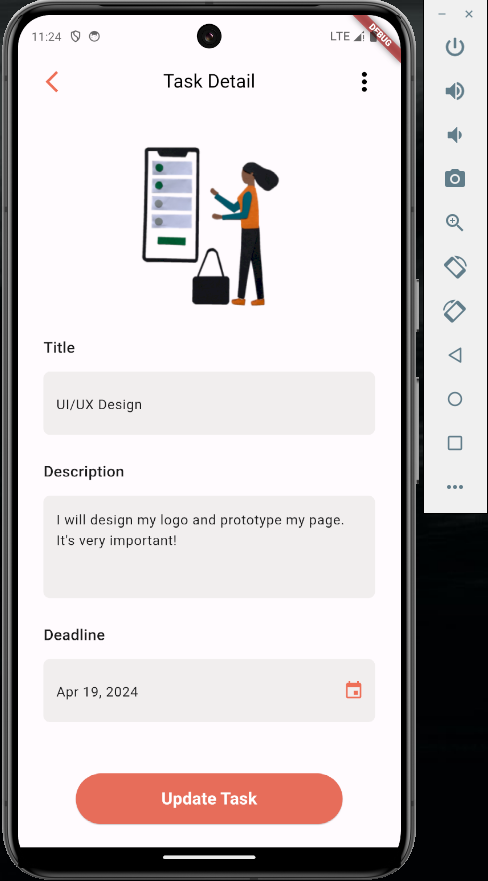 11:24
LTE
DEBUG
Task Detail
Title
UI/UX Design
Description
I will design my logo and prototype my page.
It's very important!
Deadline
Apr 19, 2024
Update Task